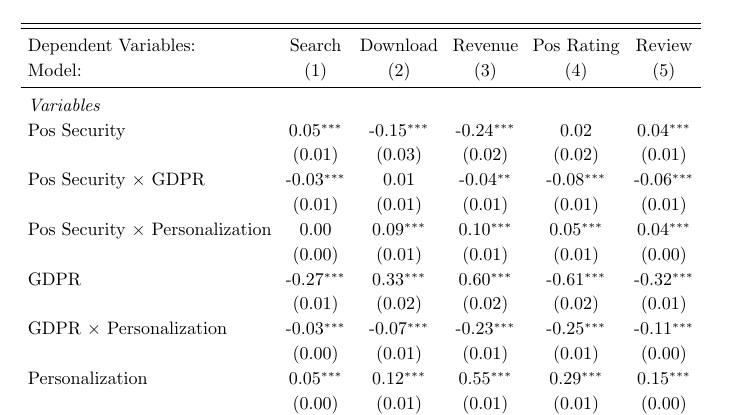 Dependent Variables: Search Download Revenue Pos Rating Review
Model: (1) (2) (3) (4) (5)
Variables
Pos Security 0.05*** -0.15*** -0.24*** 0.02 0.04***
(0.01) (0.03) (0.02) (0.02) (0.01)
Pos Security × GDPR -0.03*** 0.01 -0.04** -0.08*** -0.06***
(0.01) (0.01) (0.01) (0.01) (0.01)
Pos Security × Personalization 0.00 0.09*** 0.10*** 0.05*** 0.04***
(0.00) (0.01) (0.01) (0.01) (0.00)
GDPR -0.27*** 0.33*** 0.60*** -0.61*** -0.32***
(0.01) (0.02) (0.02) (0.02) (0.01)
GDPR × Personalization -0.03*** -0.07*** -0.23*** -0.25*** -0.11***
(0.00) (0.01) (0.01) (0.01) (0.00)
Personalization 0.05*** 0.12*** 0.55*** 0.29*** 0.15***
(0.00) (0.01) (0.01) (0.01) (0.00)